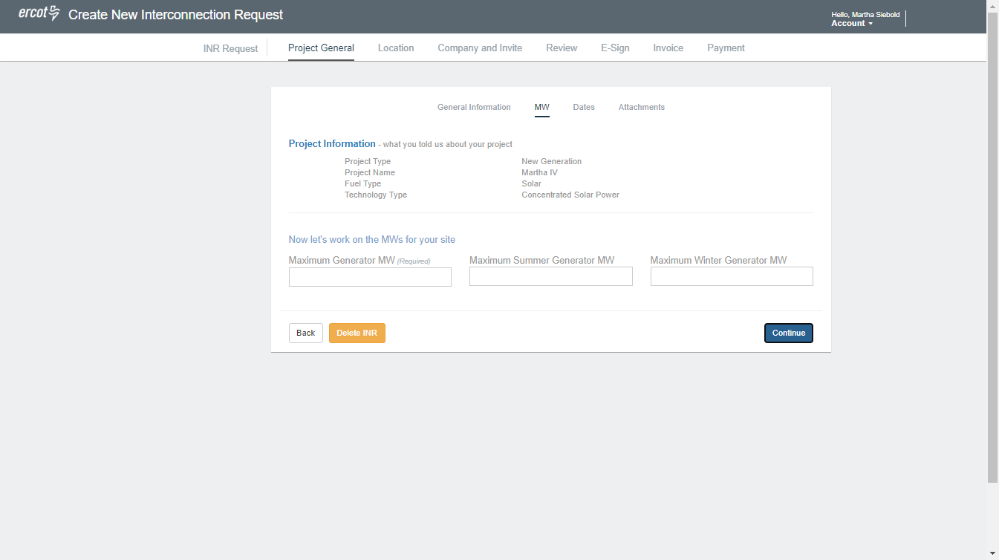 ercot Create New Interconnection Request
Hello, Martha Siebold
Account
INR Request Project General Location Company and Invite Review E-Sign Invoice Payment
General Information MW Dates Attachments
Project Information - what you told us about your project
Project Type New Generation
Project Name Martha IV
Fuel Type Solar
Technology Type Concentrated Solar Power
Now let's work on the MWs for your site
Maximum Generator MW (Required) Maximum Summer Generator MW Maximum Winter Generator MW
Back Delete INR Continue